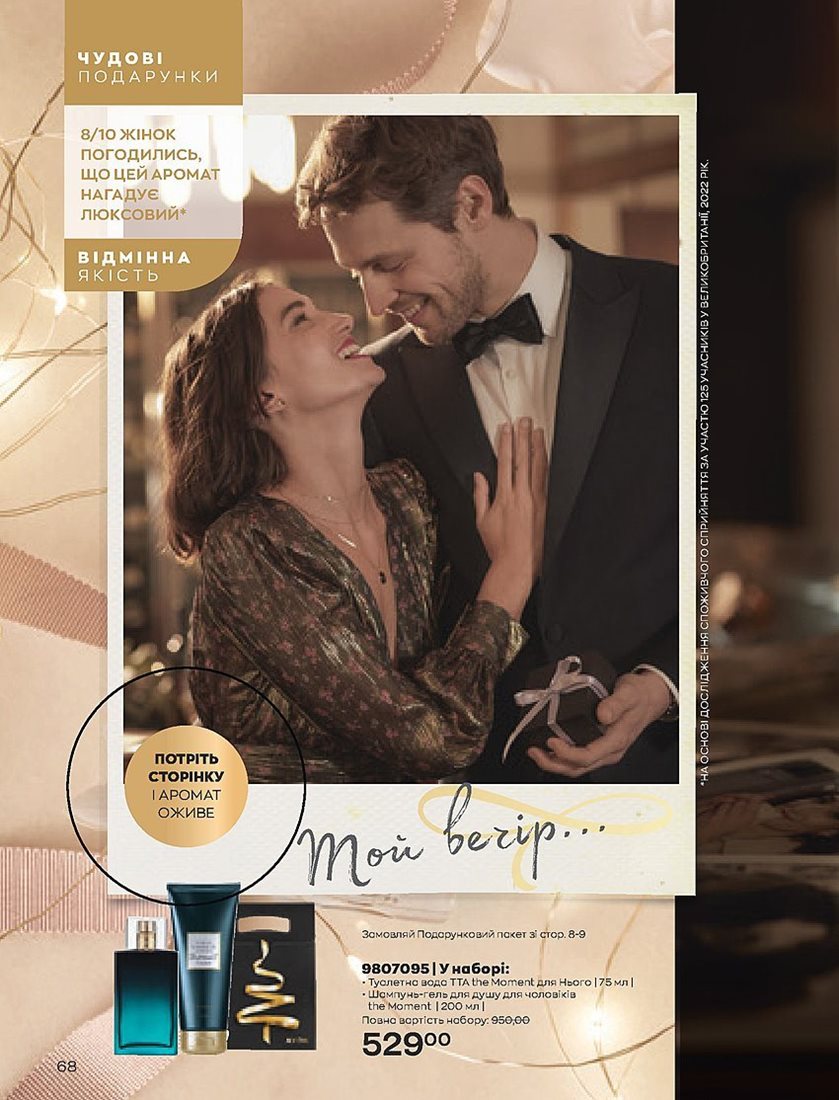 ЧУДОВІ
ПОДАРУНКИ
8/10 ЖІНОК
ПОГОДИЛИСЬ,
ЩО ЦЕЙ АРОМАТ
НАГАДУЄ
ЛЮКСОВИЙ*
ВІДМІННА
ЯКІСТЬ
*НА ОСНОВІ ДОСЛІДЖЕННЯ СПОЖИВЧОГО СПРИЙНЯТТЯ ЗА УЧАСТЮ 125 УЧАСНИКІВ У ВЕЛИКОБРИТАНІЇ, 2022 РІК.
ПОТРІТЬ
СТОРІНКУ
І АРОМАТ
ОЖИВЕ
Той вечір...
Замовляй Подарунковий пакет зі стор. 8-9
9807095 | У наборі:
• Туалетна вода TTA the Moment для Нього | 75 мл |
• Шампунь-гель для душу для чоловіків
the Moment | 200 мл |
Повна вартість набору: 950,00
529⁰⁰
68